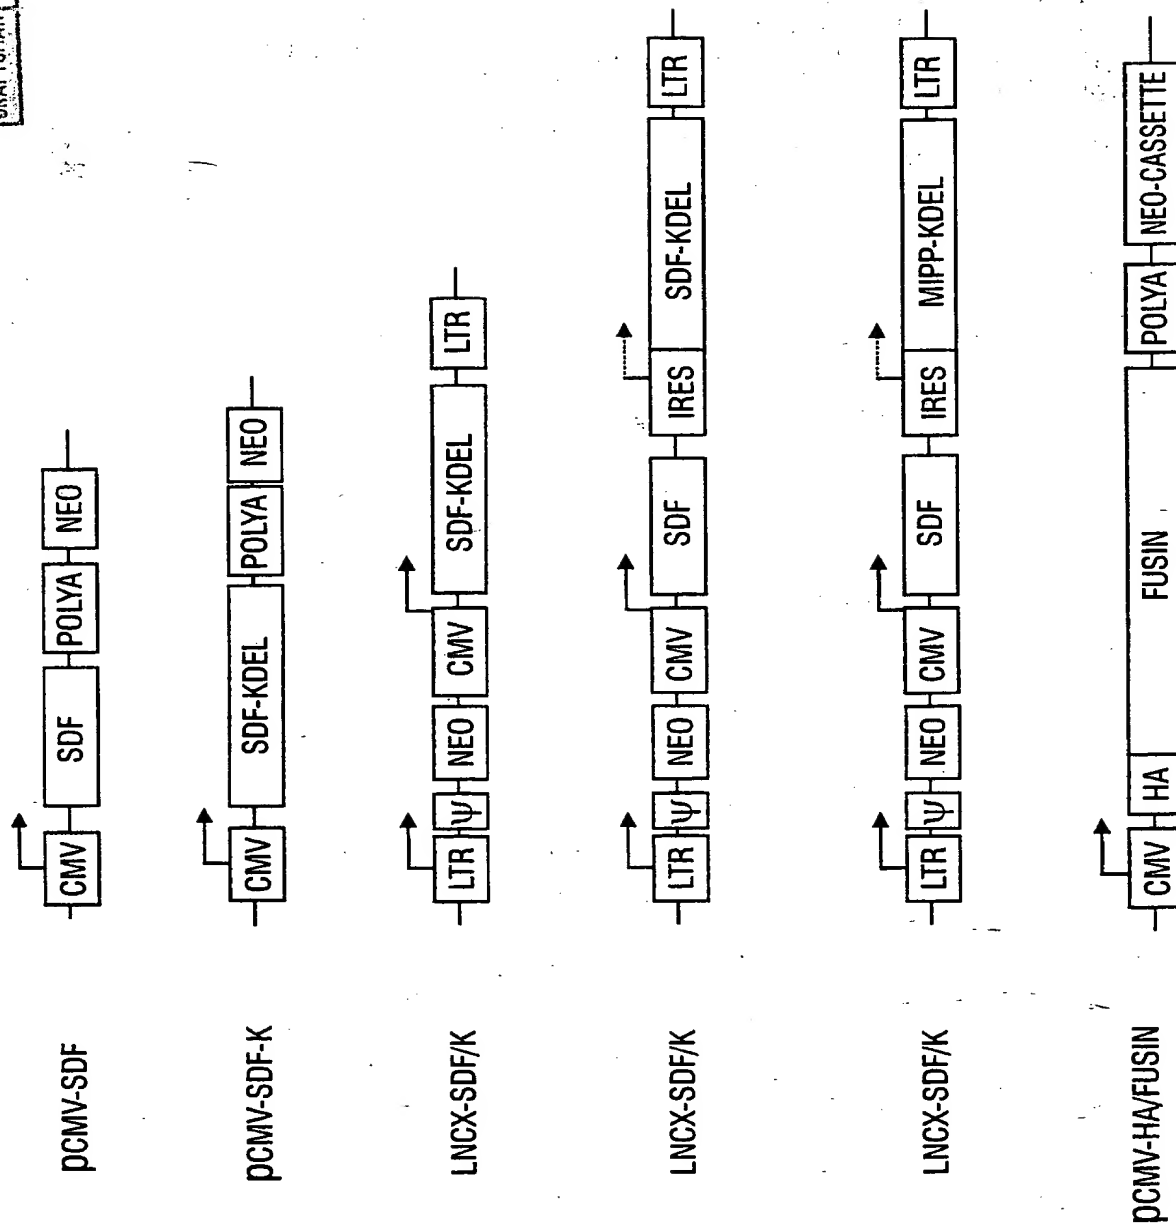 pCMV-SDF
CMV SDF POLYA NEO
pCMV-SDF-K
CMV SDF-KDEL POLYA NEO
LNCX-SDF/K
LTR Ψ NEO CMV SDF-KDEL LTR
LNCX-SDF/K
LTR Ψ NEO CMV SDF IRES SDF-KDEL LTR
LNCX-SDF/K
LTR Ψ NEO CMV SDF IRES MIPP-KDEL LTR
pCMV-HA/FUSIN
CMV HA FUSIN POLYA NEO-CASSETTE